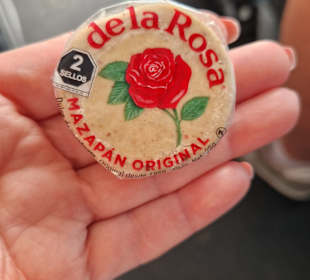 de la Rosa
2
SELLOS
MAZAPÁN ORIGINAL